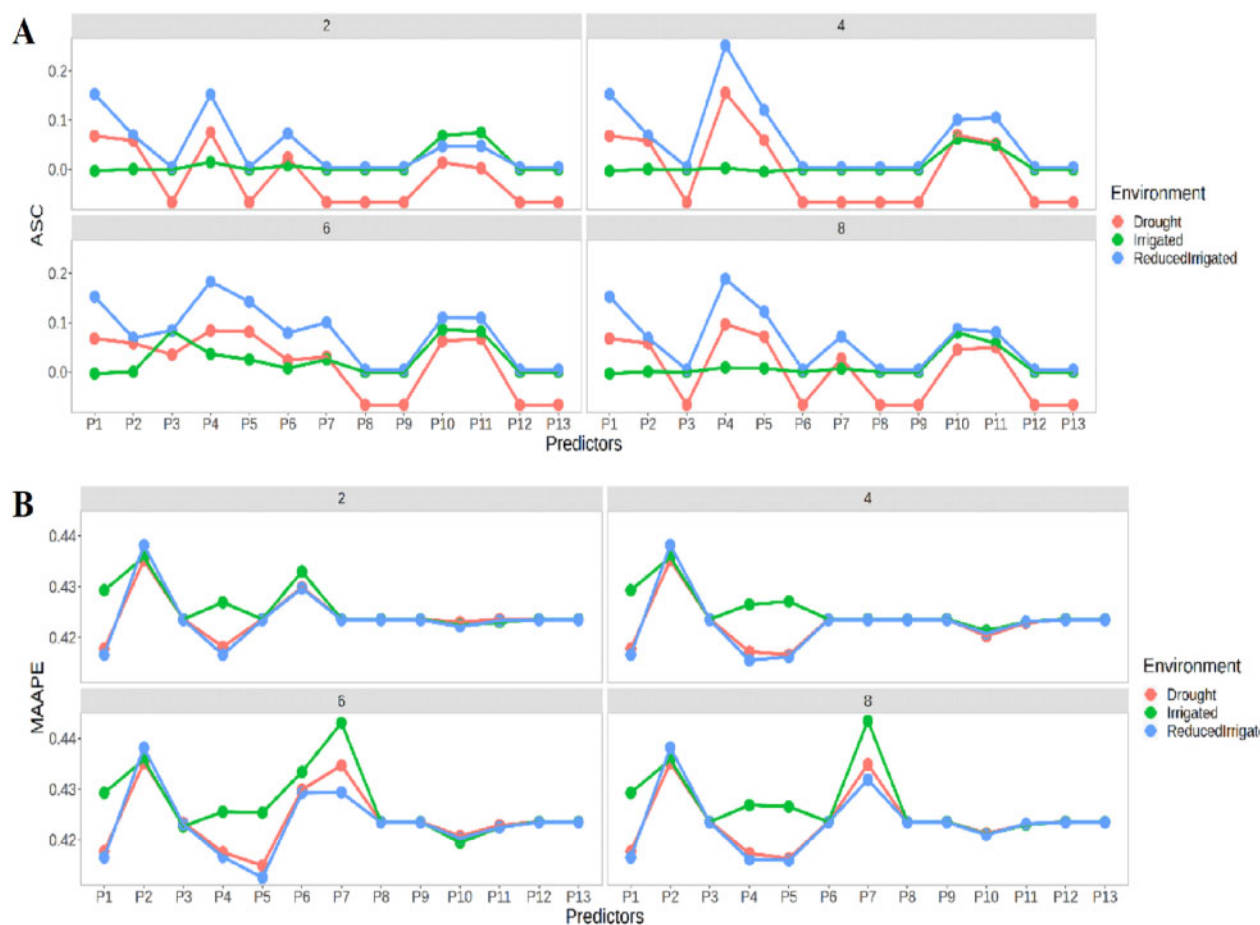 A
2
4
ASC
0.2
0.1
0.0
6
8
0.2
0.1
0.0
P1 P2 P3 P4 P5 P6 P7 P8 P9 P10 P11 P12 P13
P1 P2 P3 P4 P5 P6 P7 P8 P9 P10 P11 P12 P13
Predictors
Environment
Drought
Irrigated
ReducedIrrigated
B
2
4
MAAPE
0.44
0.43
0.42
6
8
0.44
0.43
0.42
P1 P2 P3 P4 P5 P6 P7 P8 P9 P10 P11 P12 P13
P1 P2 P3 P4 P5 P6 P7 P8 P9 P10 P11 P12 P13
Predictors
Environment
Drought
Irrigated
ReducedIrrigate